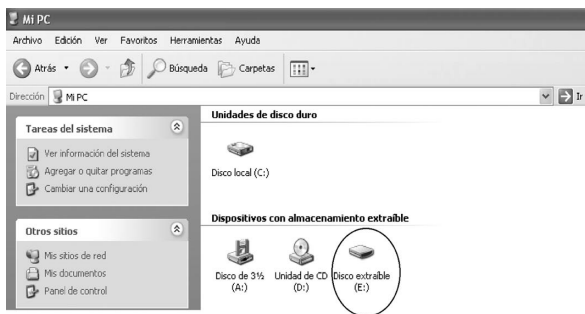 Mi PC
Archivo Edición Ver Favoritos Herramientas Ayuda
Atrás Búsqueda Carpetas
Dirección Mi PC Ir
Tareas del sistema
Ver información del sistema
Agregar o quitar programas
Cambiar una configuración
Otros sitios
Mis sitios de red
Mis documentos
Panel de control
Unidades de disco duro
Disco local (C:)
Dispositivos con almacenamiento extraíble
Disco de 3½ (A:)
Unidad de CD (D:)
Disco extraíble (E:)